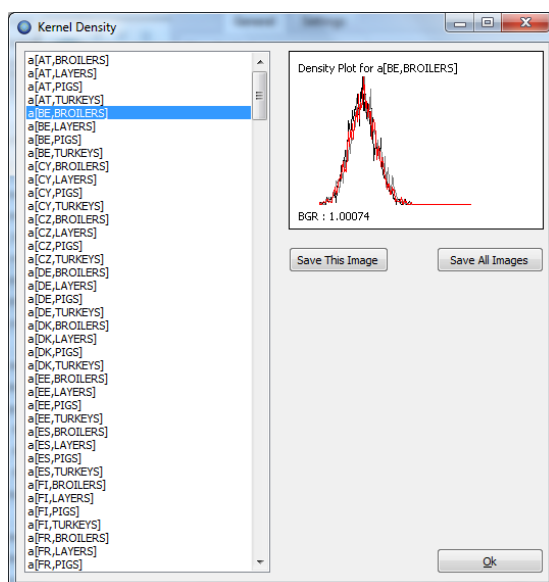 General Settings
Kernel Density
a[AT,BROILERS]
a[AT,LAYERS]
a[AT,PIGS]
a[AT,TURKEYS]
a[BE,BROILERS]
a[BE,LAYERS]
a[BE,PIGS]
a[BE,TURKEYS]
a[CY,BROILERS]
a[CY,LAYERS]
a[CY,PIGS]
a[CY,TURKEYS]
a[CZ,BROILERS]
a[CZ,LAYERS]
a[CZ,PIGS]
a[CZ,TURKEYS]
a[DE,BROILERS]
a[DE,LAYERS]
a[DE,PIGS]
a[DE,TURKEYS]
a[DK,BROILERS]
a[DK,LAYERS]
a[DK,PIGS]
a[DK,TURKEYS]
a[EE,BROILERS]
a[EE,LAYERS]
a[EE,PIGS]
a[EE,TURKEYS]
a[ES,BROILERS]
a[ES,LAYERS]
a[ES,PIGS]
a[ES,TURKEYS]
a[FI,BROILERS]
a[FI,LAYERS]
a[FI,PIGS]
a[FI,TURKEYS]
a[FR,BROILERS]
a[FR,LAYERS]
a[FR,PIGS]
Density Plot for a[BE,BROILERS]
BGR : 1.00074
Save This Image
Save All Images
Ok